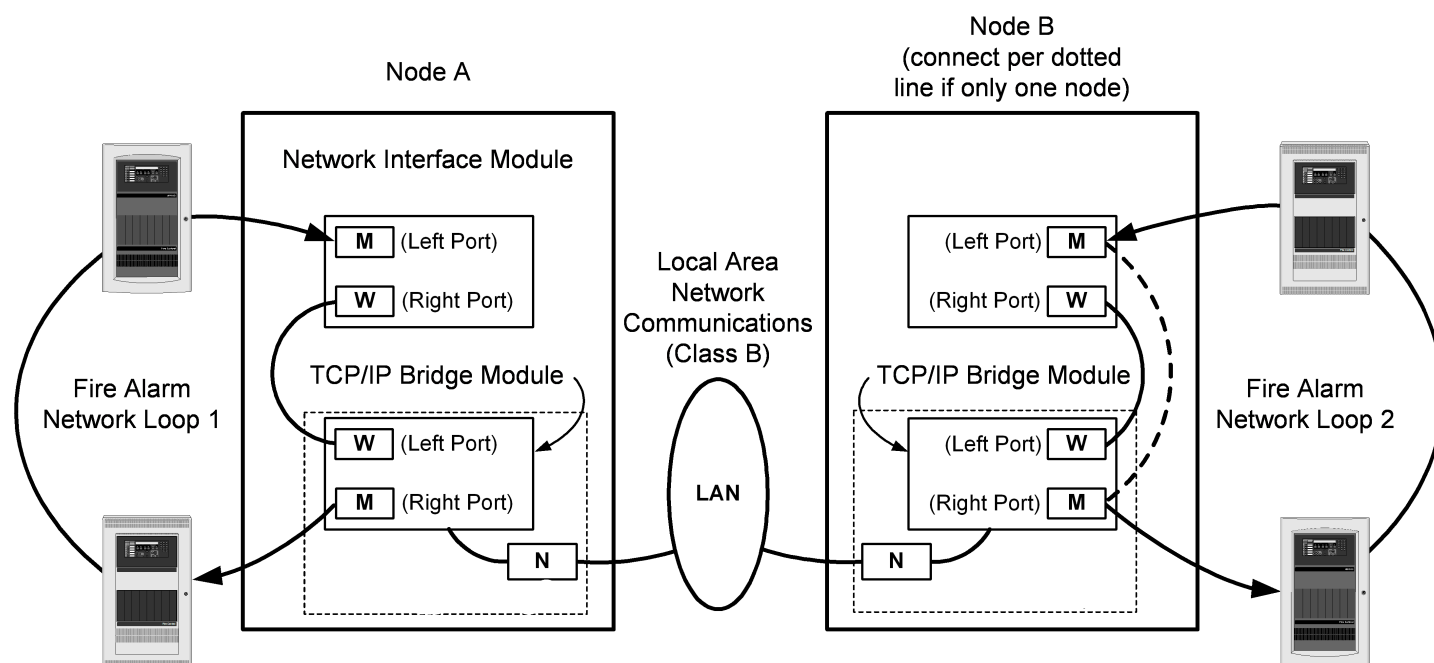 Node A
Node B
(connect per dotted
line if only one node)
Network Interface Module
M (Left Port)
W (Right Port)
TCP/IP Bridge Module
W (Left Port)
M (Right Port)
N
Fire Alarm
Network Loop 1
Local Area
Network
Communications
(Class B)
LAN
(Left Port) M
(Right Port) W
TCP/IP Bridge Module
(Left Port) W
(Right Port) M
N
Fire Alarm
Network Loop 2